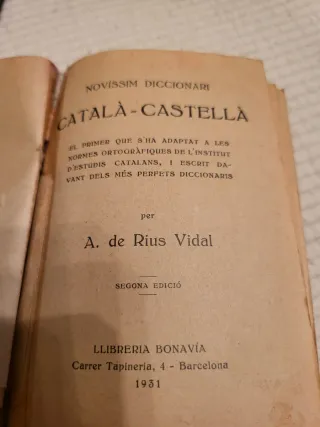 NOVÍSSIM DICCIONARI
CATALÀ-CASTELLÀ
EL PRIMER QUE S'HA ADAPTAT A LES
NORMES ORTOGRÀFIQUES DE L'INSTITUT
D'ESTUDIS CATALANS, I ESCRIT DA-
VANT DELS MÉS PERFETS DICCIONARIS
per
A. de Rius Vidal
SEGONA EDICIÓ
LLIBRERIA BONAVÍA
Carrer Tapineria, 4 - Barcelona
1931